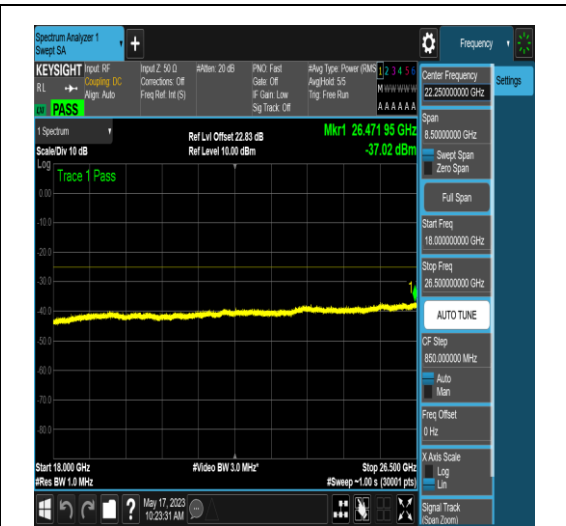 Spectrum Analyzer 1
Swept SA
Frequency
KEYSIGHT
RL
PASS
Input: RF
Coupling: DC
Align: Auto
Input Z: 50 Ω
Corrections: Off
Freq Ref: Int (S)
#Atten: 20 dB
PNO: Fast
Gate: Off
IF Gain: Low
Sig Track: Off
#Avg Type: Power (RMS
Avg|Hold: 5/5
Trig: Free Run
1 2 3 4 5 6
M W W W W W
A A A A A A
1 Spectrum
Scale/Div 10 dB
Log
Ref Lvl Offset 22.83 dB
Ref Level 10.00 dBm
Mkr1 26.471 95 GHz
-37.02 dBm
Trace 1 Pass
0.00
-10.0
-20.0
-30.0
-40.0
-50.0
-60.0
-70.0
-80.0
1
Start 18.000 GHz
#Res BW 1.0 MHz
#Video BW 3.0 MHz*
Stop 26.500 GHz
#Sweep ~1.00 s (30001 pts)
Center Frequency
22.250000000 GHz
Settings
Span
8.50000000 GHz
Swept Span
Zero Span
Full Span
Start Freq
18.000000000 GHz
Stop Freq
26.500000000 GHz
AUTO TUNE
CF Step
850.000000 MHz
Auto
Man
Freq Offset
0 Hz
X Axis Scale
Log
Lin
Signal Track
(Span Zoom)
?
May 17, 2023
10:23:31 AM